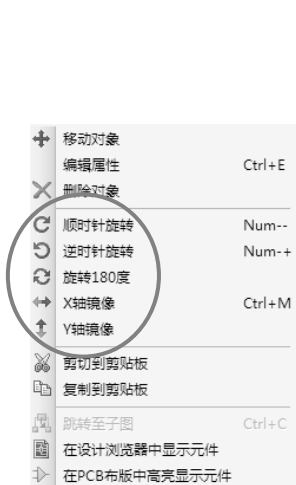 移动对象
编辑属性 Ctrl+E
删除对象
顺时针旋转 Num--
逆时针旋转 Num-+
旋转180度
X轴镜像 Ctrl+M
Y轴镜像
剪切到剪贴板
复制到剪贴板
跳转至子图 Ctrl+C
在设计浏览器中显示元件
在PCB布版中高亮显示元件